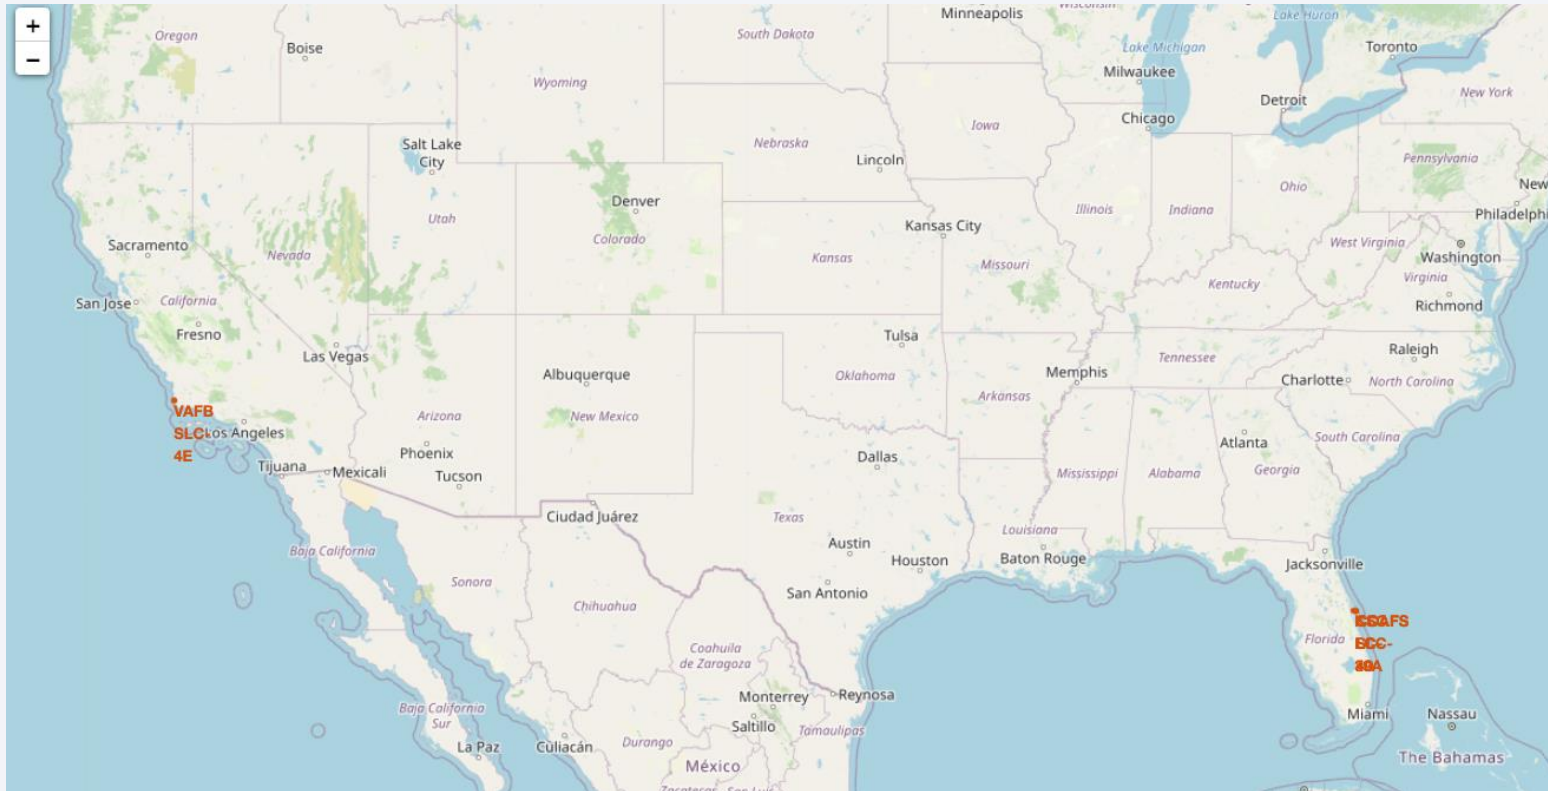 +
−
Oregon
Boise
Wyoming
South Dakota
Minneapolis
Wisconsin
Lake Michigan
Lake Huron
Toronto
Milwaukee
Detroit
New York
Chicago
Iowa
Nebraska
Lincoln
Salt Lake
City
Pennsylvania
New
Philadelphi
Ohio
Indiana
Illinois
Denver
Utah
Colorado
Kansas City
Kansas
Missouri
West Virginia
Washington
Virginia
Richmond
Kentucky
Sacramento
Nevada
San Jose
California
Fresno
Las Vegas
Tulsa
Oklahoma
Albuquerque
New Mexico
Arizona
Phoenix
Tucson
Memphis
Arkansas
Tennessee
Raleigh
Charlotte
North Carolina
South Carolina
Atlanta
Georgia
Alabama
Mississippi
VAFB
SLC-
4E
Los Angeles
Tijuana
Mexicali
Dallas
Texas
Ciudad Juárez
Louisiana
Baton Rouge
Austin
Houston
San Antonio
Jacksonville
Baja California
Sonora
Chihuahua
Coahuila
de Zaragoza
Florida
Monterrey
Reynosa
Saltillo
Tamaulipas
Miami
Nassau
The Bahamas
Baja California
Sur
La Paz
Culiacán
Durango
México
Zacatecas
San Luis